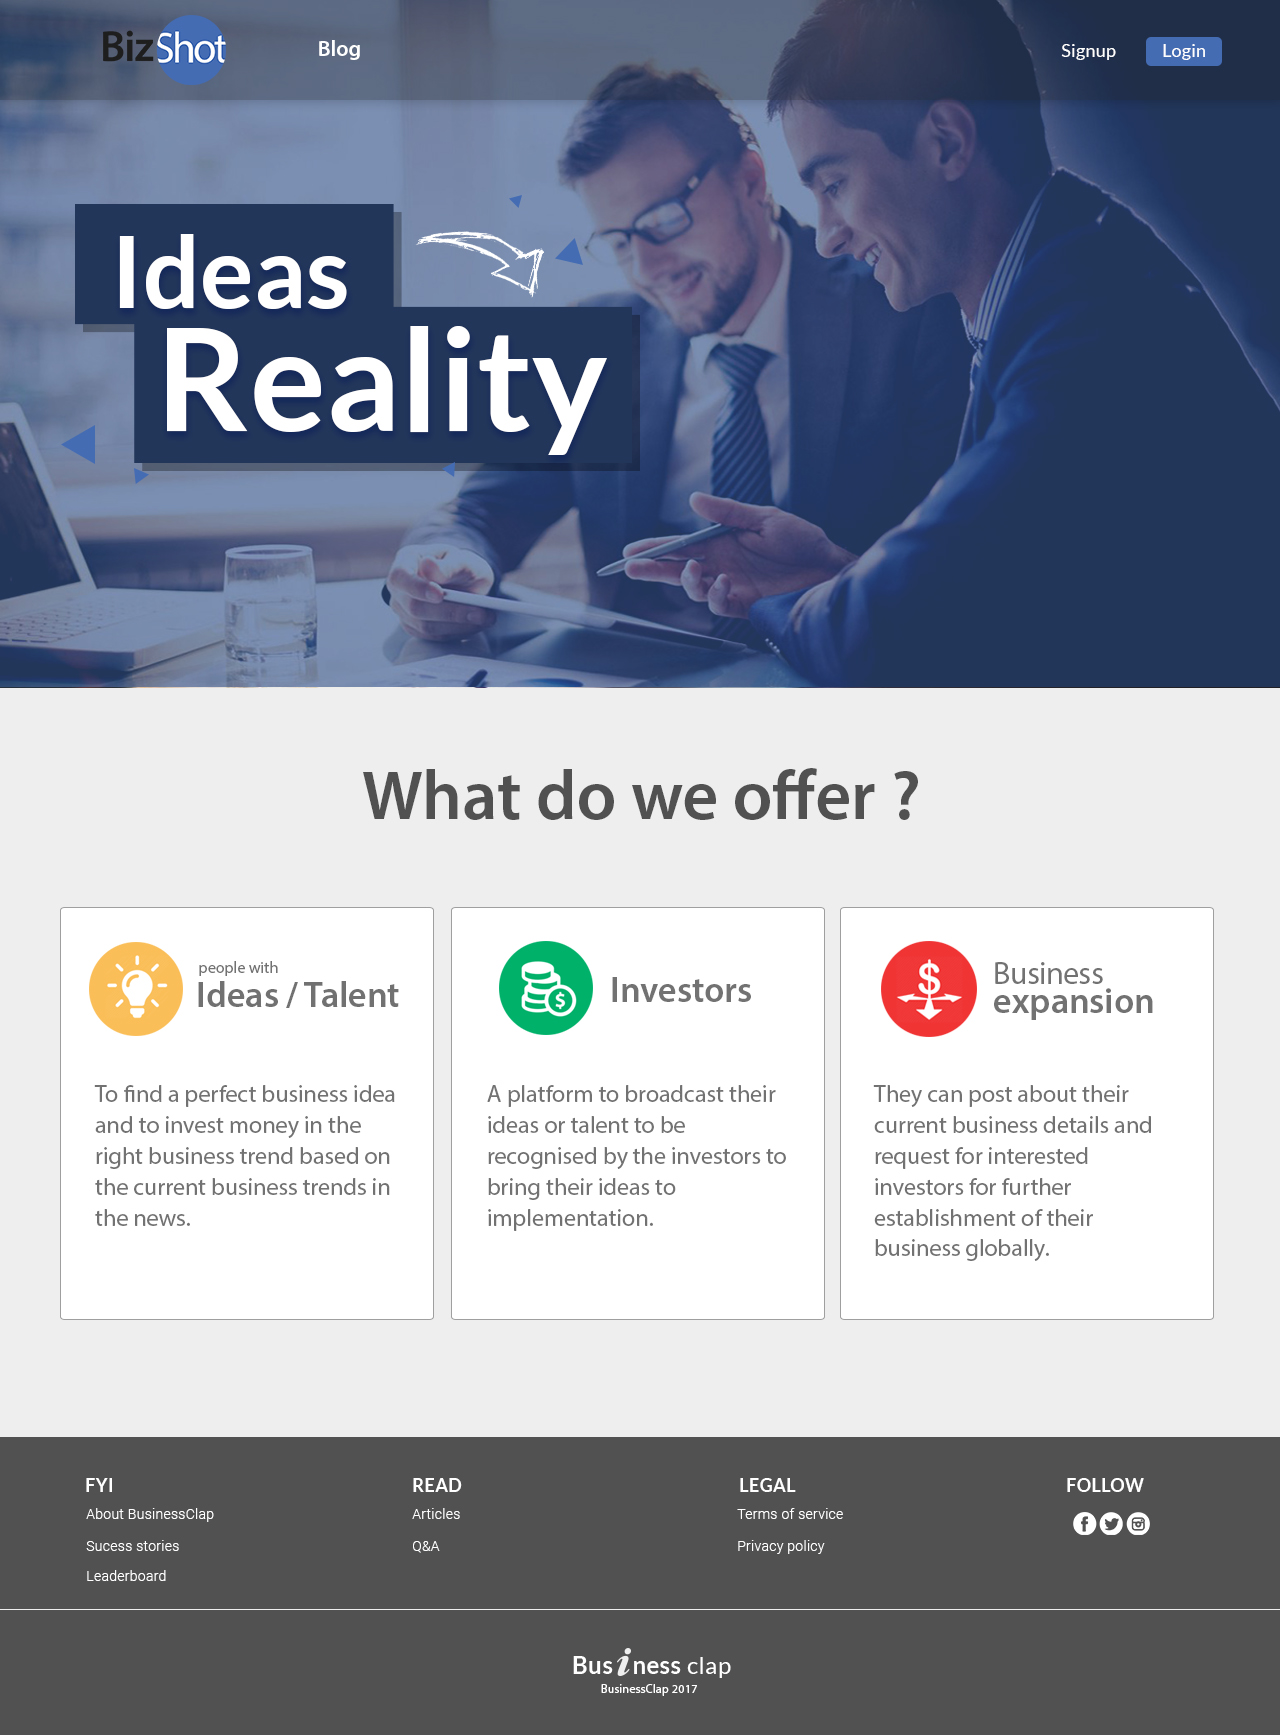 BizShot
Blog
Signup
Login
Ideas
Reality
What do we offer ?
people with
Ideas / Talent
To find a perfect business idea
and to invest money in the
right business trend based on
the current business trends in
the news.
Investors
$
A platform to broadcast their
ideas or talent to be
recognised by the investors to
bring their ideas to
implementation.
$
Business
expansion
They can post about their
current business details and
request for interested
investors for further
establishment of their
business globally.
FYI
About BusinessClap
Sucess stories
Leaderboard
READ
Articles
Q&A
LEGAL
Terms of service
Privacy policy
FOLLOW
Business clap
BusinessClap 2017